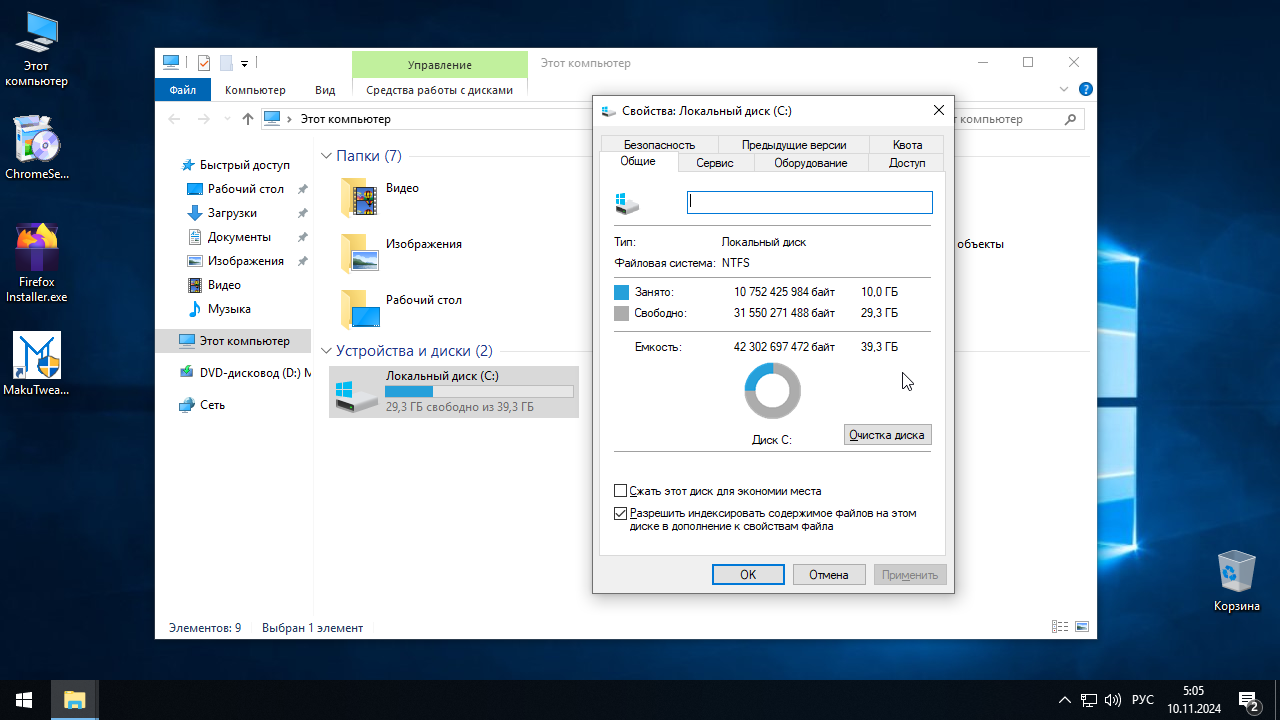 Этот
компьютер
ChromeSe...
Firefox
Installer.exe
MakuTwea...
Управление
Этот компьютер
Файл
Компьютер
Вид
Средства работы с дисками
Этот компьютер
компьютер
Быстрый доступ
Рабочий стол
Загрузки
Документы
Изображения
Видео
Музыка
Этот компьютер
DVD-дисковод (D:) M
Сеть
Папки (7)
Видео
Изображения
Рабочий стол
объекты
Устройства и диски (2)
Локальный диск (C:)
29,3 ГБ свободно из 39,3 ГБ
Элементов: 9
Выбран 1 элемент
Свойства: Локальный диск (C:)
Безопасность
Предыдущие версии
Квота
Общие
Сервис
Оборудование
Доступ
Тип: Локальный диск
Файловая система: NTFS
Занято: 10 752 425 984 байт 10,0 ГБ
Свободно: 31 550 271 488 байт 29,3 ГБ
Емкость: 42 302 697 472 байт 39,3 ГБ
Диск C:
Очистка диска
Сжать этот диск для экономии места
Разрешить индексировать содержимое файлов на этом
диске в дополнение к свойствам файла
OK
Отмена
Применить
Корзина
РУС
5:05
10.11.2024
2